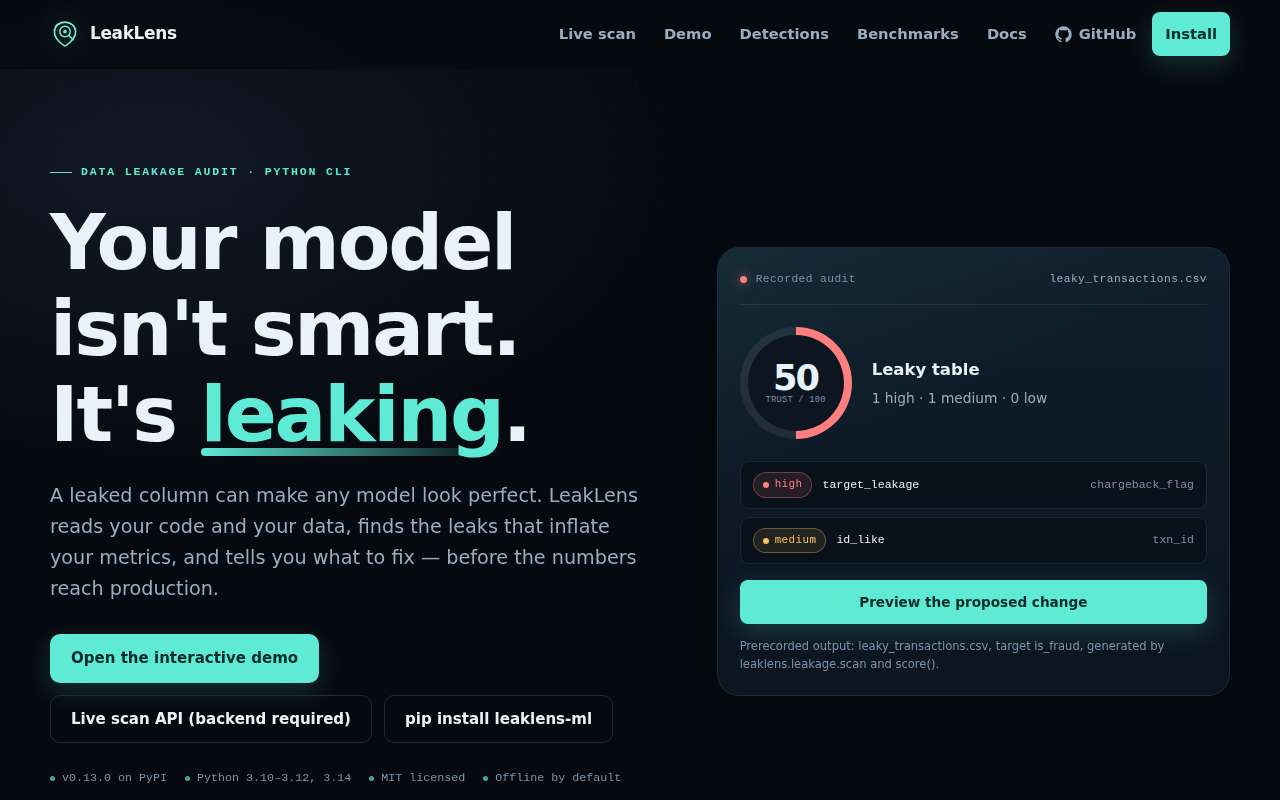 LeakLens
Live scan
Demo
Detections
Benchmarks
Docs
GitHub
Install
DATA LEAKAGE AUDIT · PYTHON CLI
Your model
isn't smart.
It's leaking.
A leaked column can make any model look perfect. LeakLens
reads your code and your data, finds the leaks that inflate
your metrics, and tells you what to fix — before the numbers
reach production.
Open the interactive demo
Live scan API (backend required)
pip install leaklens-ml
v0.13.0 on PyPI
Python 3.10–3.12, 3.14
MIT licensed
Offline by default
Recorded audit
leaky_transactions.csv
50
TRUST / 100
Leaky table
1 high · 1 medium · 0 low
high
target_leakage
chargeback_flag
medium
id_like
txn_id
Preview the proposed change
Prerecorded output: leaky_transactions.csv, target is_fraud, generated by
leaklens.leakage.scan and score().